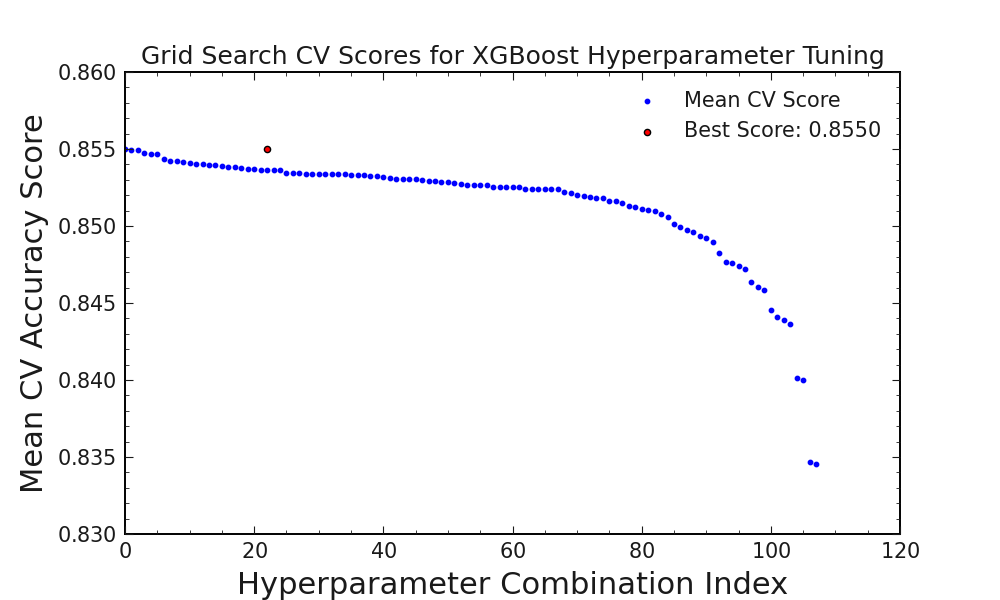 Grid Search CV Scores for XGBoost Hyperparameter Tuning
Mean CV Score
Best Score: 0.8550
Mean CV Accuracy Score
0.860
0.855
0.850
0.845
0.840
0.835
0.830
0 20 40 60 80 100 120
Hyperparameter Combination Index